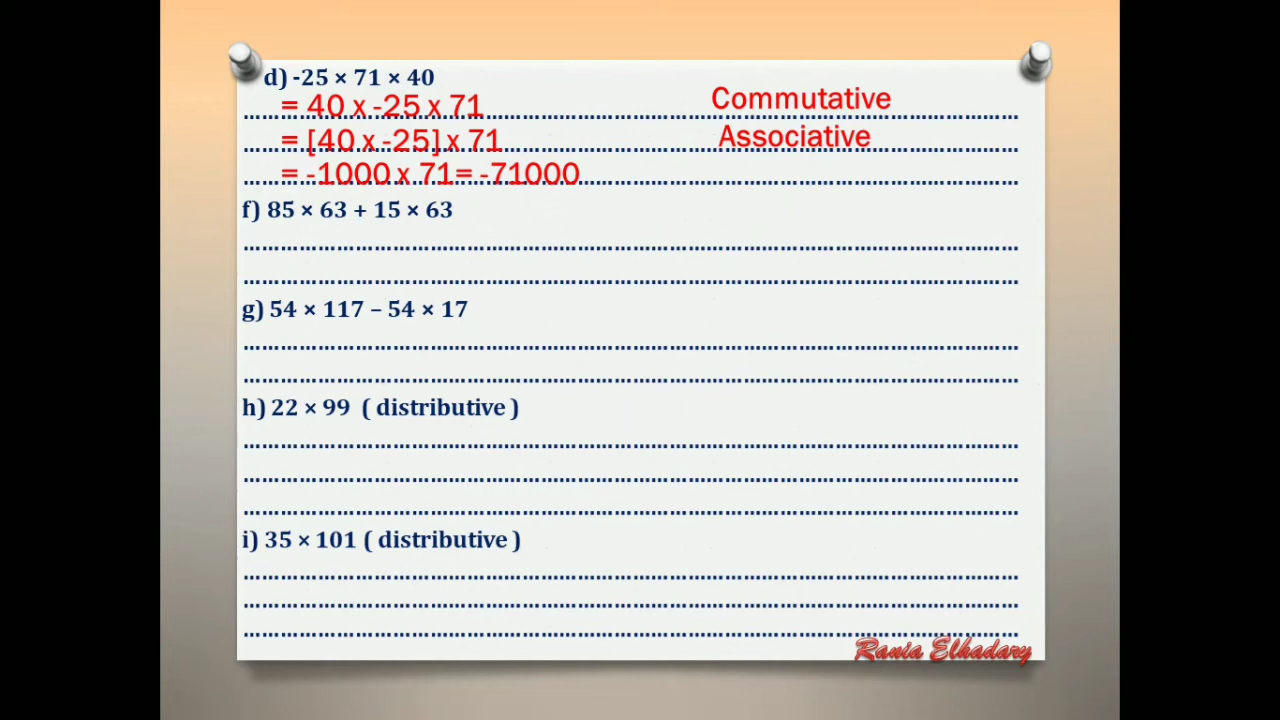 d) -25 × 71 × 40
= 40 x -25 x 71 Commutative
= [40 x -25] x 71 Associative
= -1000 x 71= -71000
f) 85 × 63 + 15 × 63
g) 54 × 117 – 54 × 17
h) 22 × 99 ( distributive )
i) 35 × 101 ( distributive )
Rania Elhadary